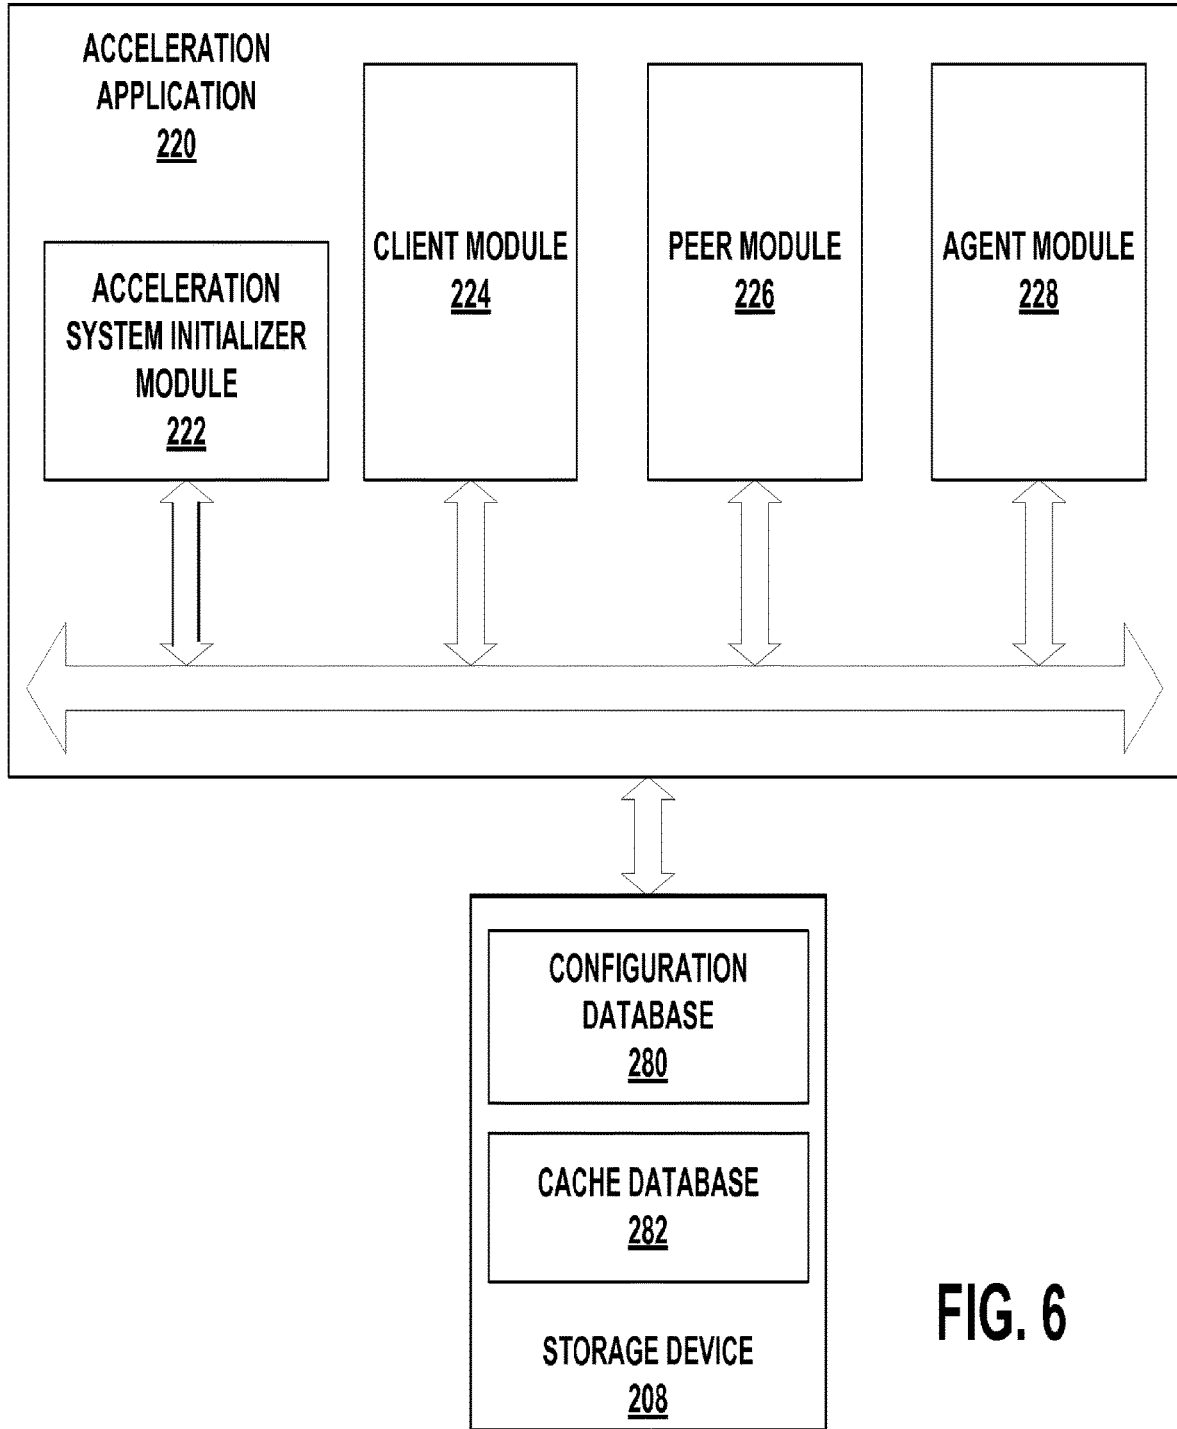 ACCELERATION
APPLICATION
220
ACCELERATION
SYSTEM INITIALIZER
MODULE
222
CLIENT MODULE
224
PEER MODULE
226
AGENT MODULE
228
CONFIGURATION
DATABASE
280
CACHE DATABASE
282
STORAGE DEVICE
208
FIG. 6